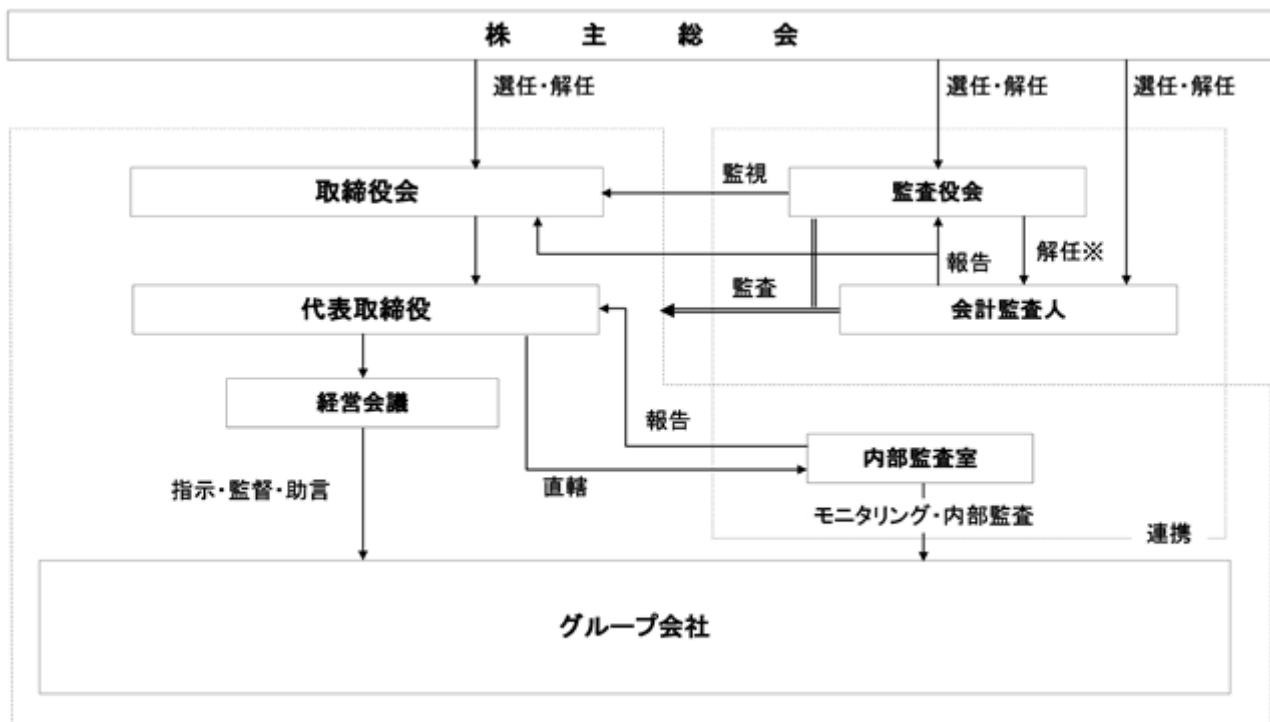 株主総会
選任・解任
選任・解任
選任・解任
取締役会
監視
監査役会
報告
解任※
代表取締役
監査
会計監査人
経営会議
報告
内部監査室
指示・監督・助言
直轄
モニタリング・内部監査
連携
グループ会社